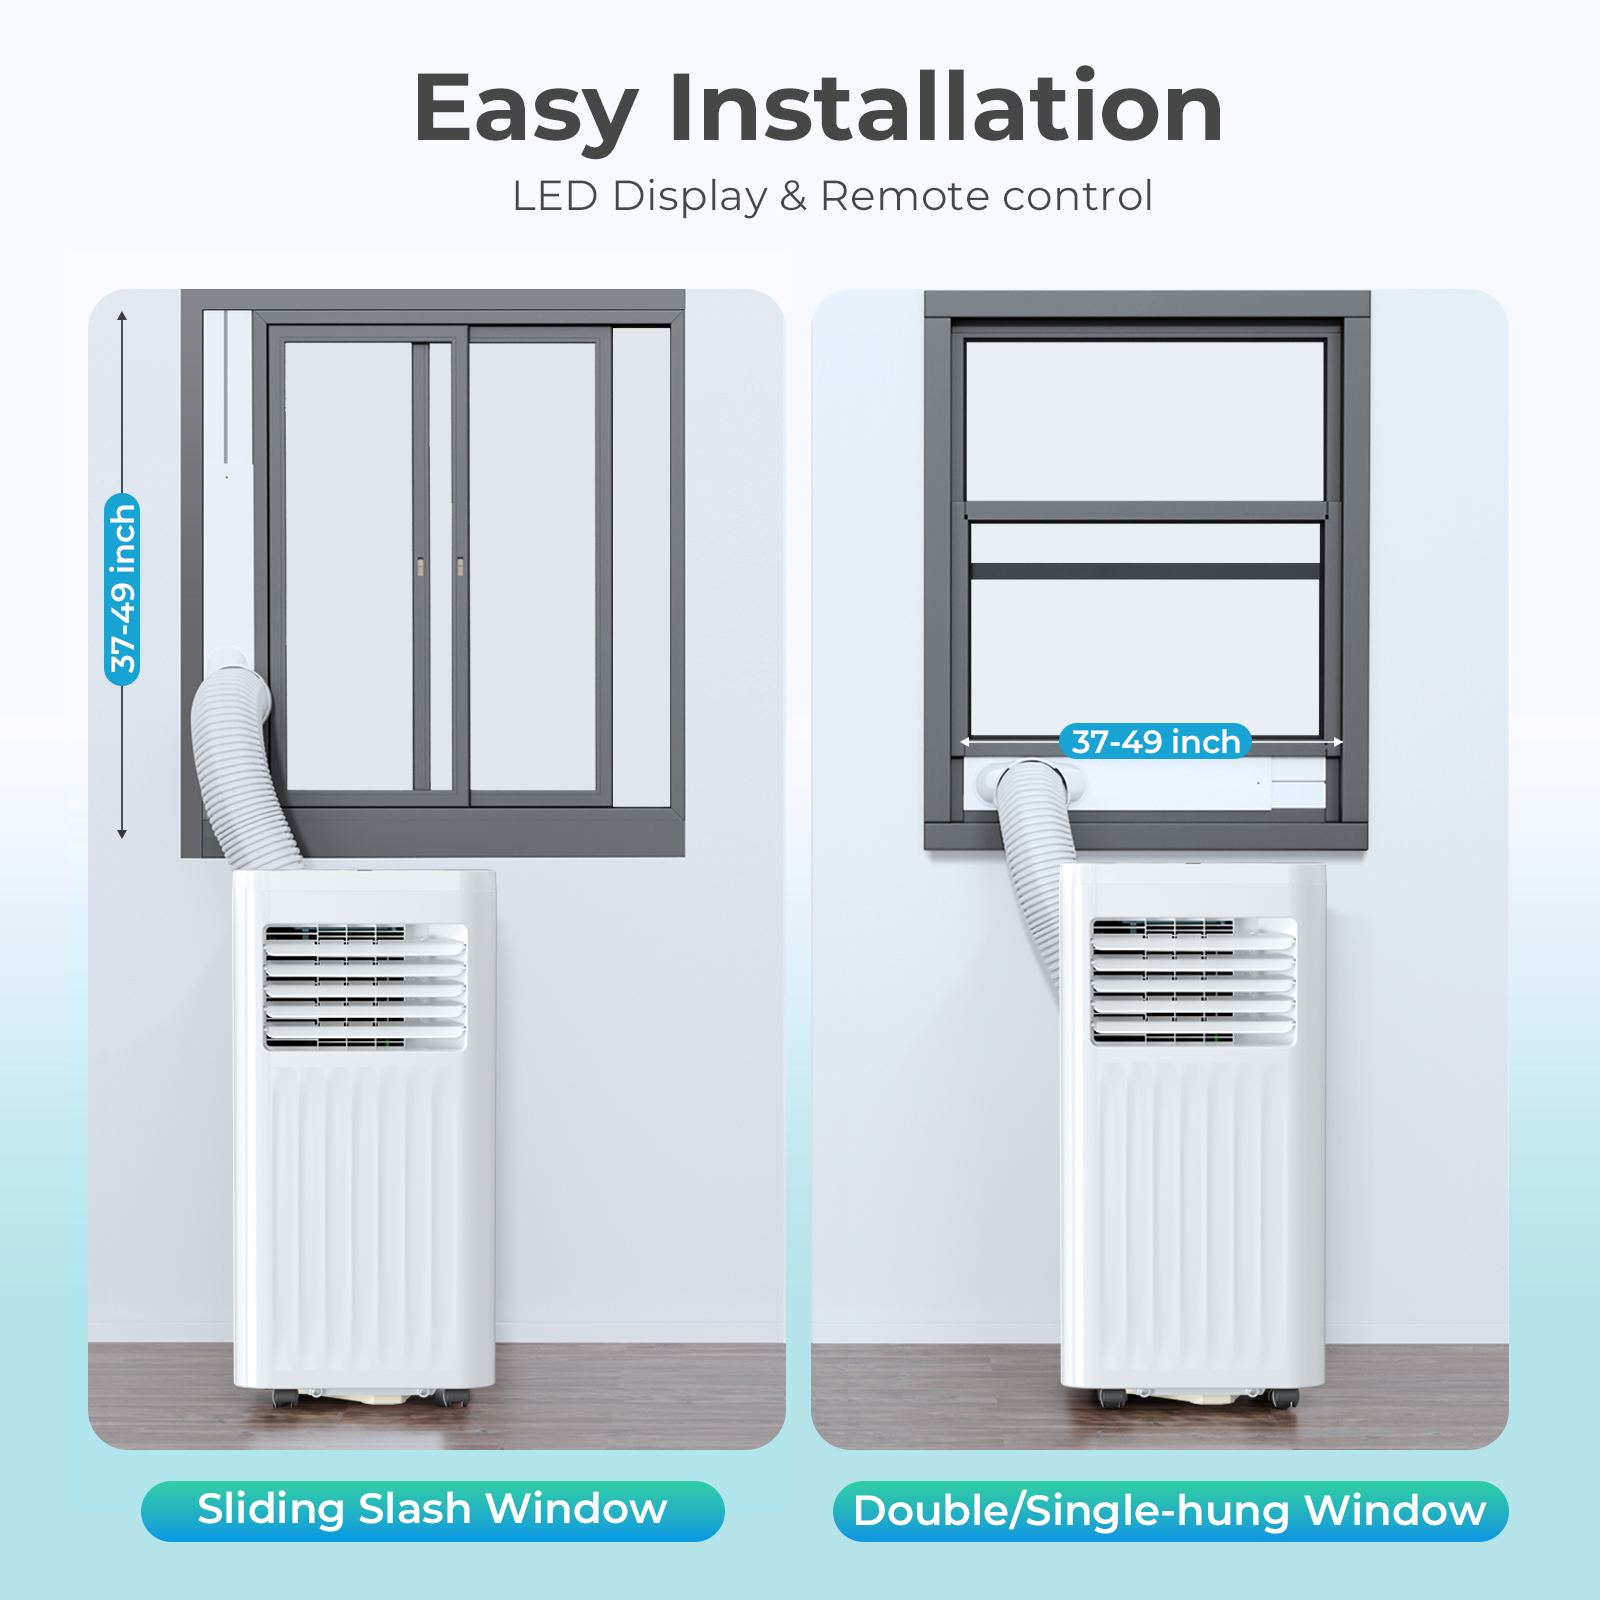 Easy Installation
LED Display & Remote control
37-49 inch
37-49 inch
Sliding Slash Window
Double/Single-hung Window